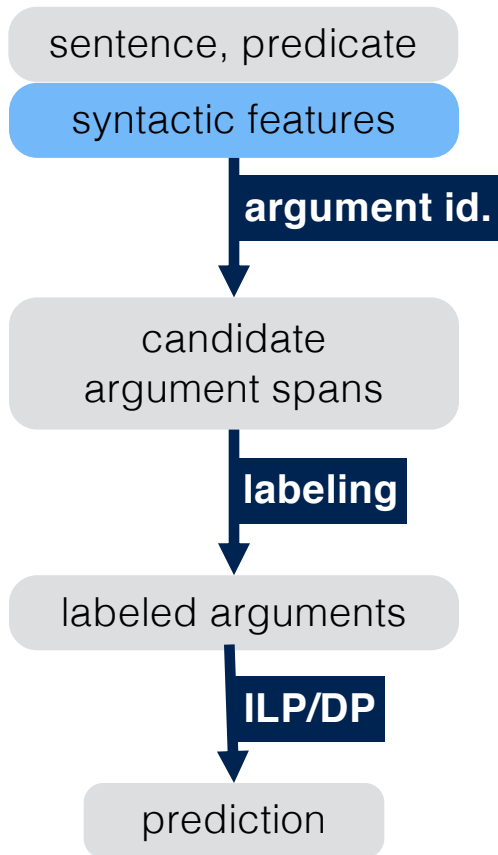 sentence, predicate
syntactic features
argument id.
candidate
argument spans
labeling
labeled arguments
ILP/DP
prediction